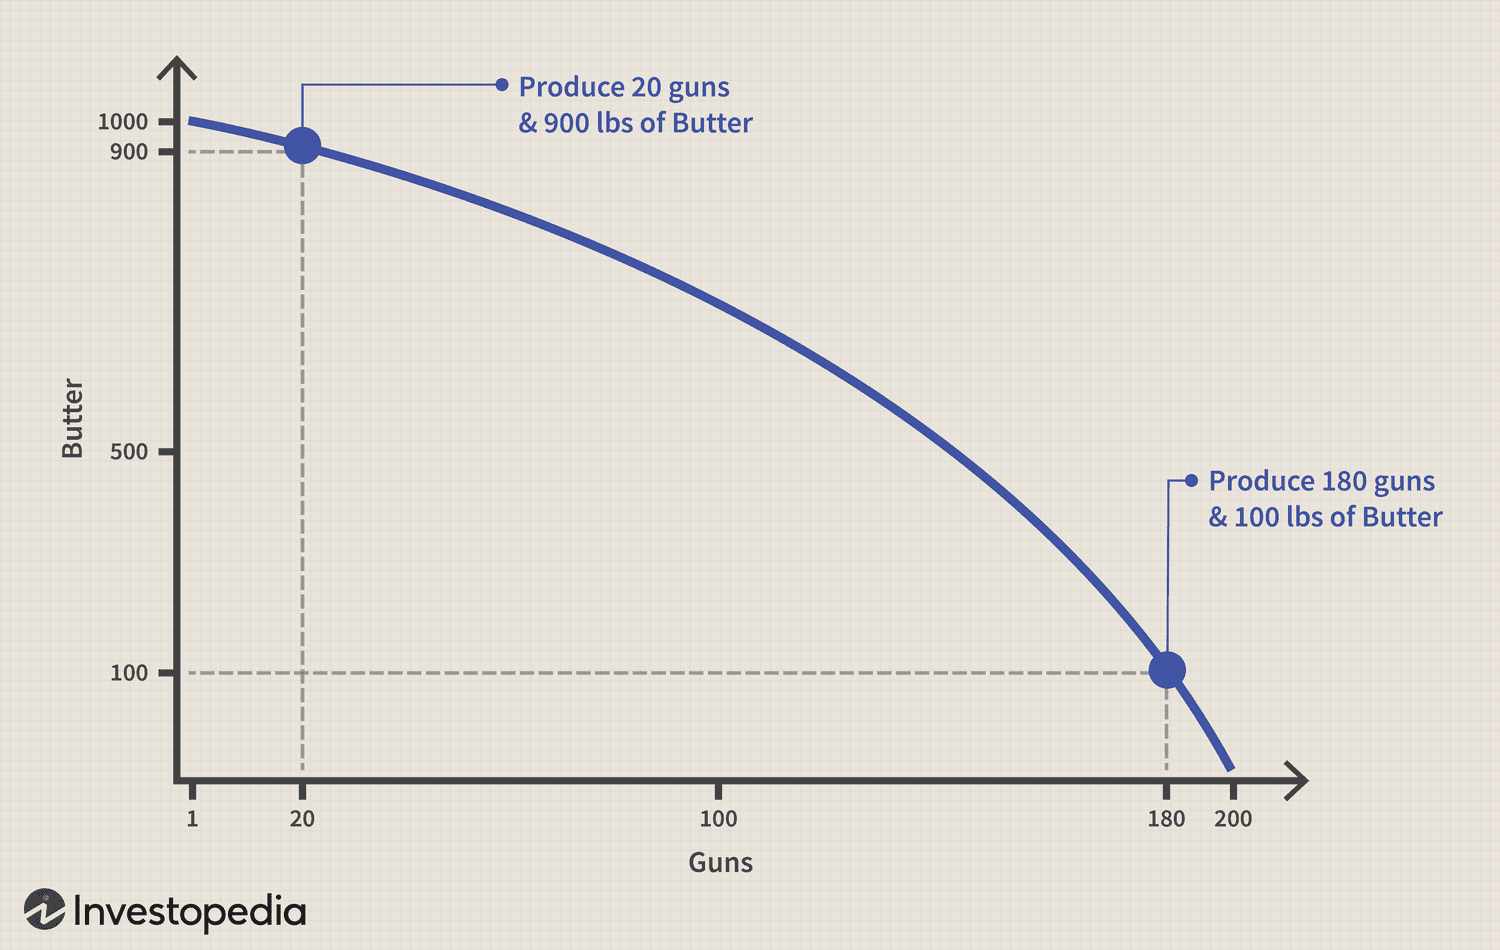 Produce 20 guns
& 900 lbs of Butter
1000
900
Butter
500
Produce 180 guns
& 100 lbs of Butter
100
1 20 100 180 200
Guns
Investopedia